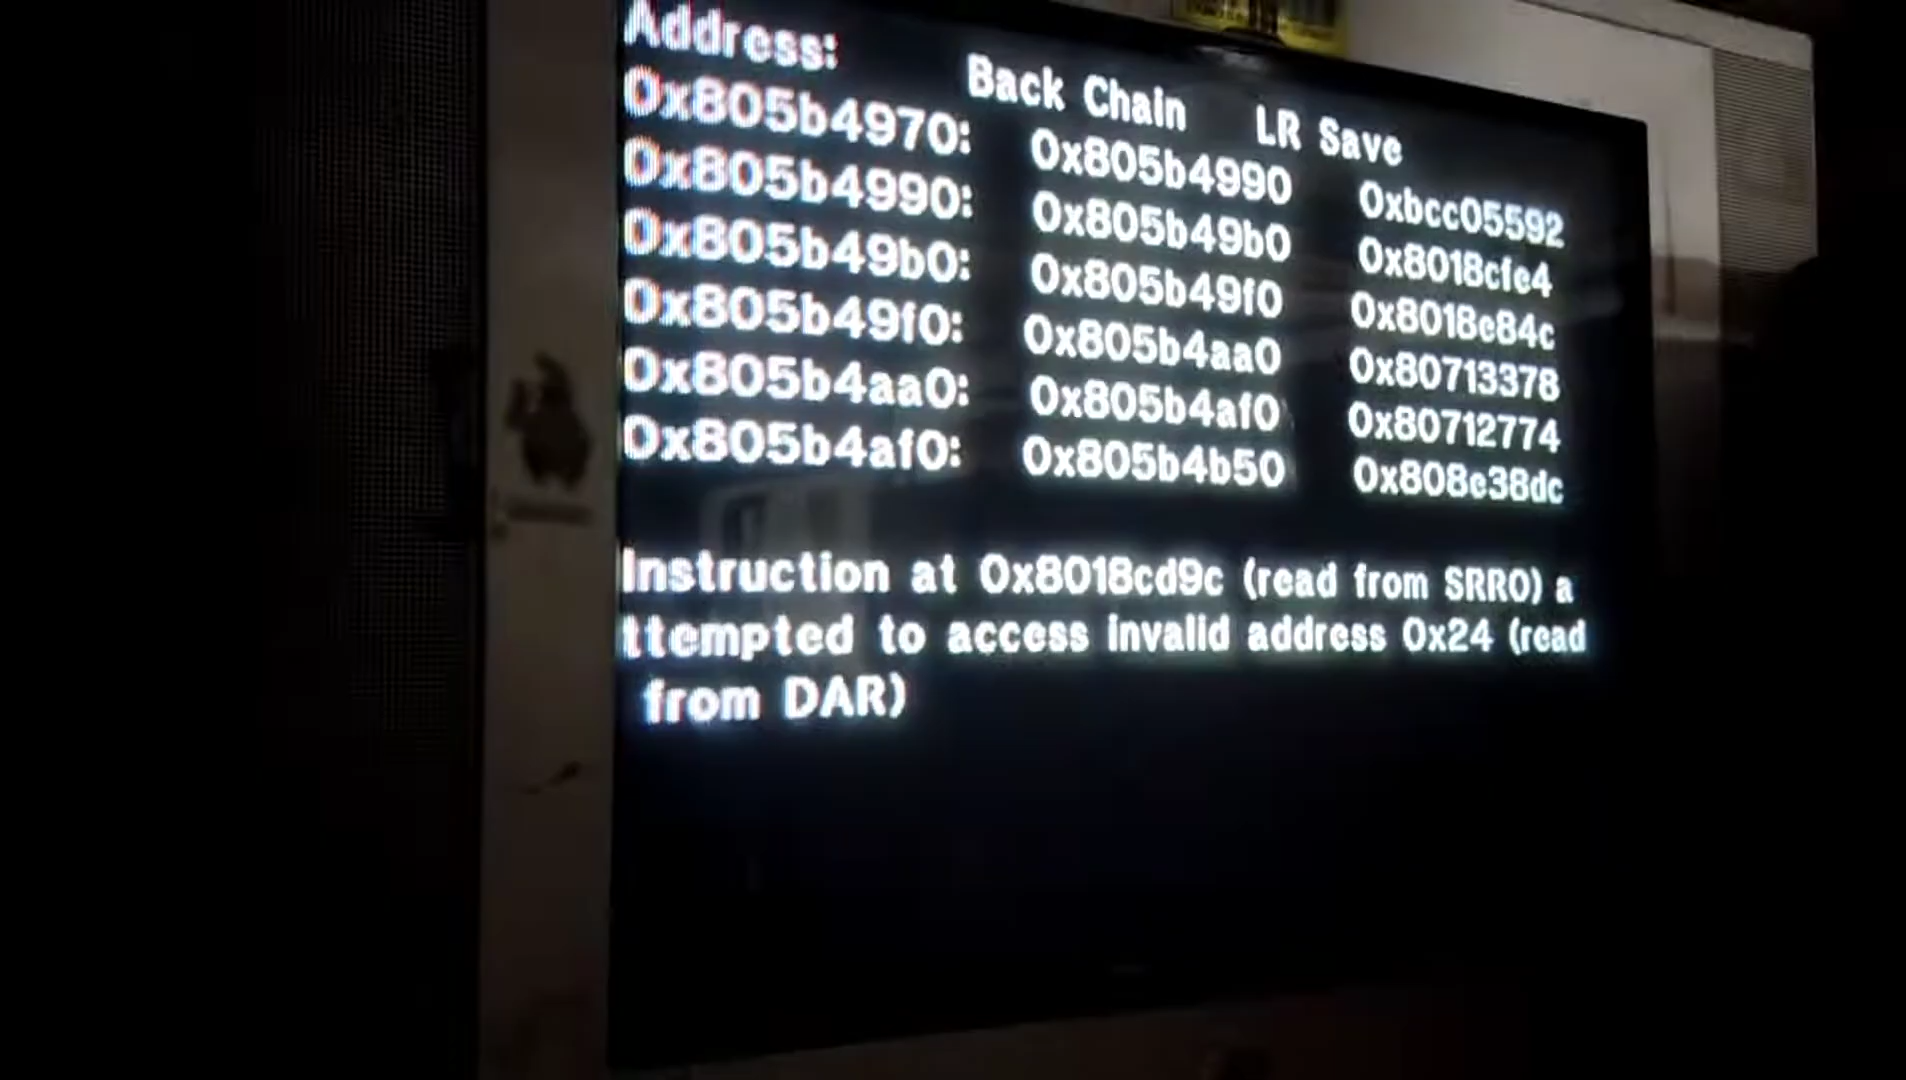 Address: Back Chain LR Save
0x805b4970: 0x805b4990 0xbcc05592
0x805b4990: 0x805b49b0 0x8018cfe4
0x805b49b0: 0x805b49f0 0x8018e84c
0x805b49f0: 0x805b4aa0 0x80713378
0x805b4aa0: 0x805b4af0 0x80712774
0x805b4af0: 0x805b4b50 0x808e38dc
Instruction at 0x8018cd9c (read from SRR0) a
ttempted to access invalid address 0x24 (read
from DAR)